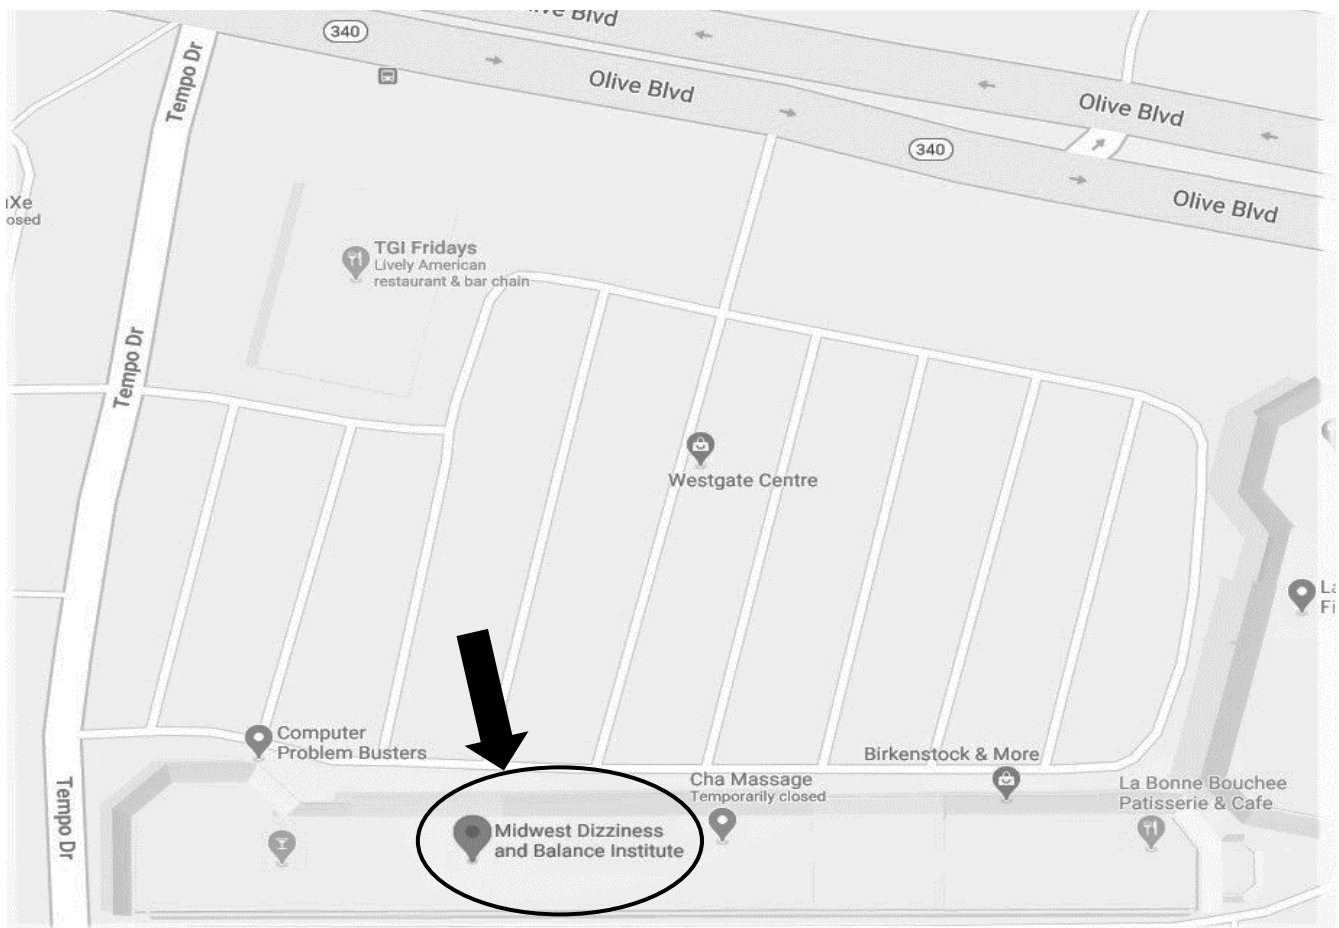 340
Olive Blvd
Olive Blvd
Olive Blvd
340
Olive Blvd
Tempo Dr
osed
TGI Fridays
Lively American
restaurant & bar chain
Tempo Dr
Westgate Centre
Computer
Problem Busters
Birkenstock & More
Cha Massage
Temporarily closed
La Bonne Bouchee
Patisserie & Cafe
Tempo Dr
Midwest Dizziness
and Balance Institute